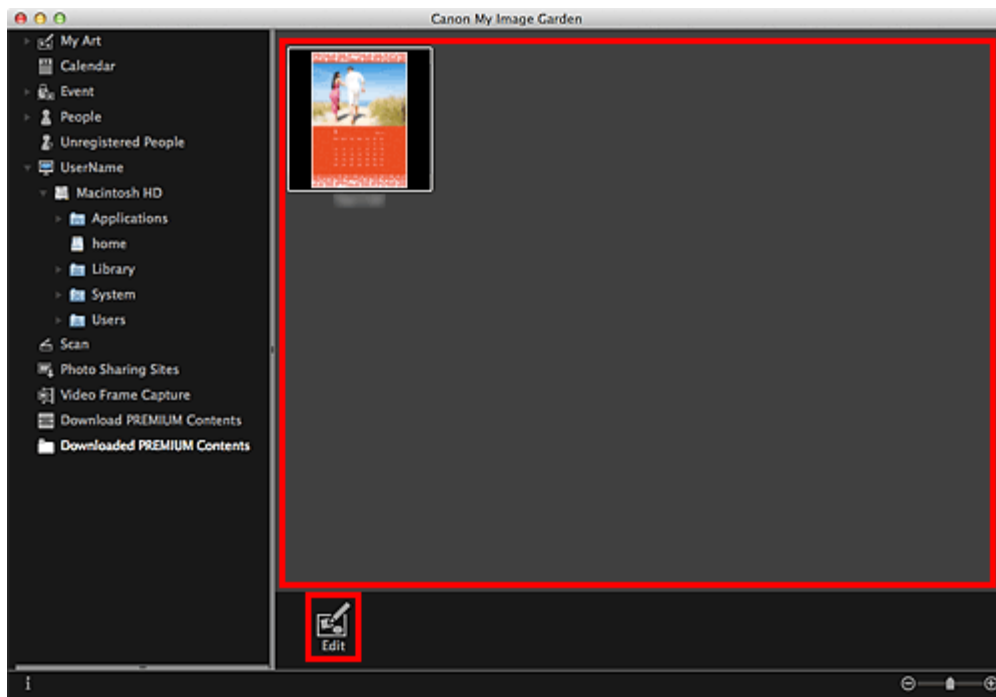 Canon My Image Garden
My Art
Calendar
Event
People
Unregistered People
UserName
Macintosh HD
Applications
home
Library
System
Users
Scan
Photo Sharing Sites
Video Frame Capture
Download PREMIUM Contents
Downloaded PREMIUM Contents
Edit